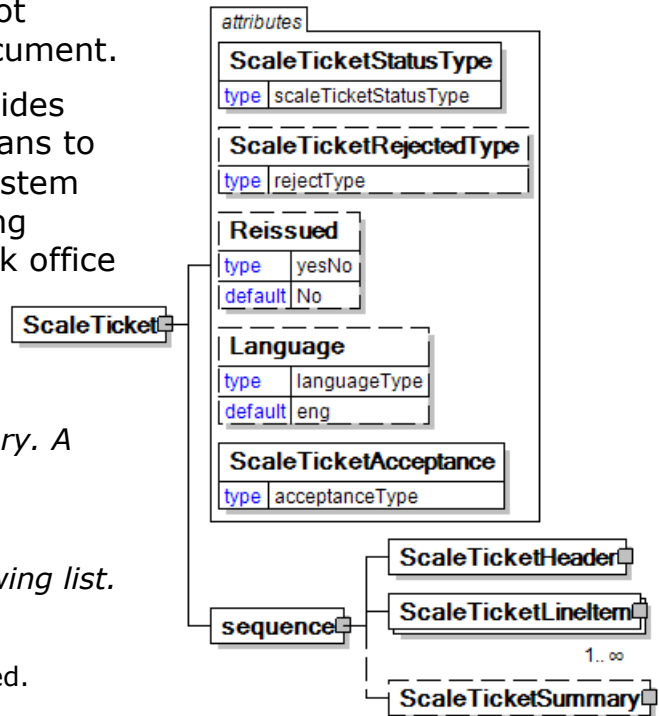 ot
cument.
ides
ans to
stem
ng
k office
ry. A
ving list.
ed.
ScaleTicket
attributes
ScaleTicketStatusType
type scaleTicketStatusType
ScaleTicketRejectedType
type rejectType
Reissued
type yesNo
default No
Language
type languageType
default eng
ScaleTicketAcceptance
type acceptanceType
sequence
ScaleTicketHeader
ScaleTicketLineItem
1.. ∞
ScaleTicketSummary